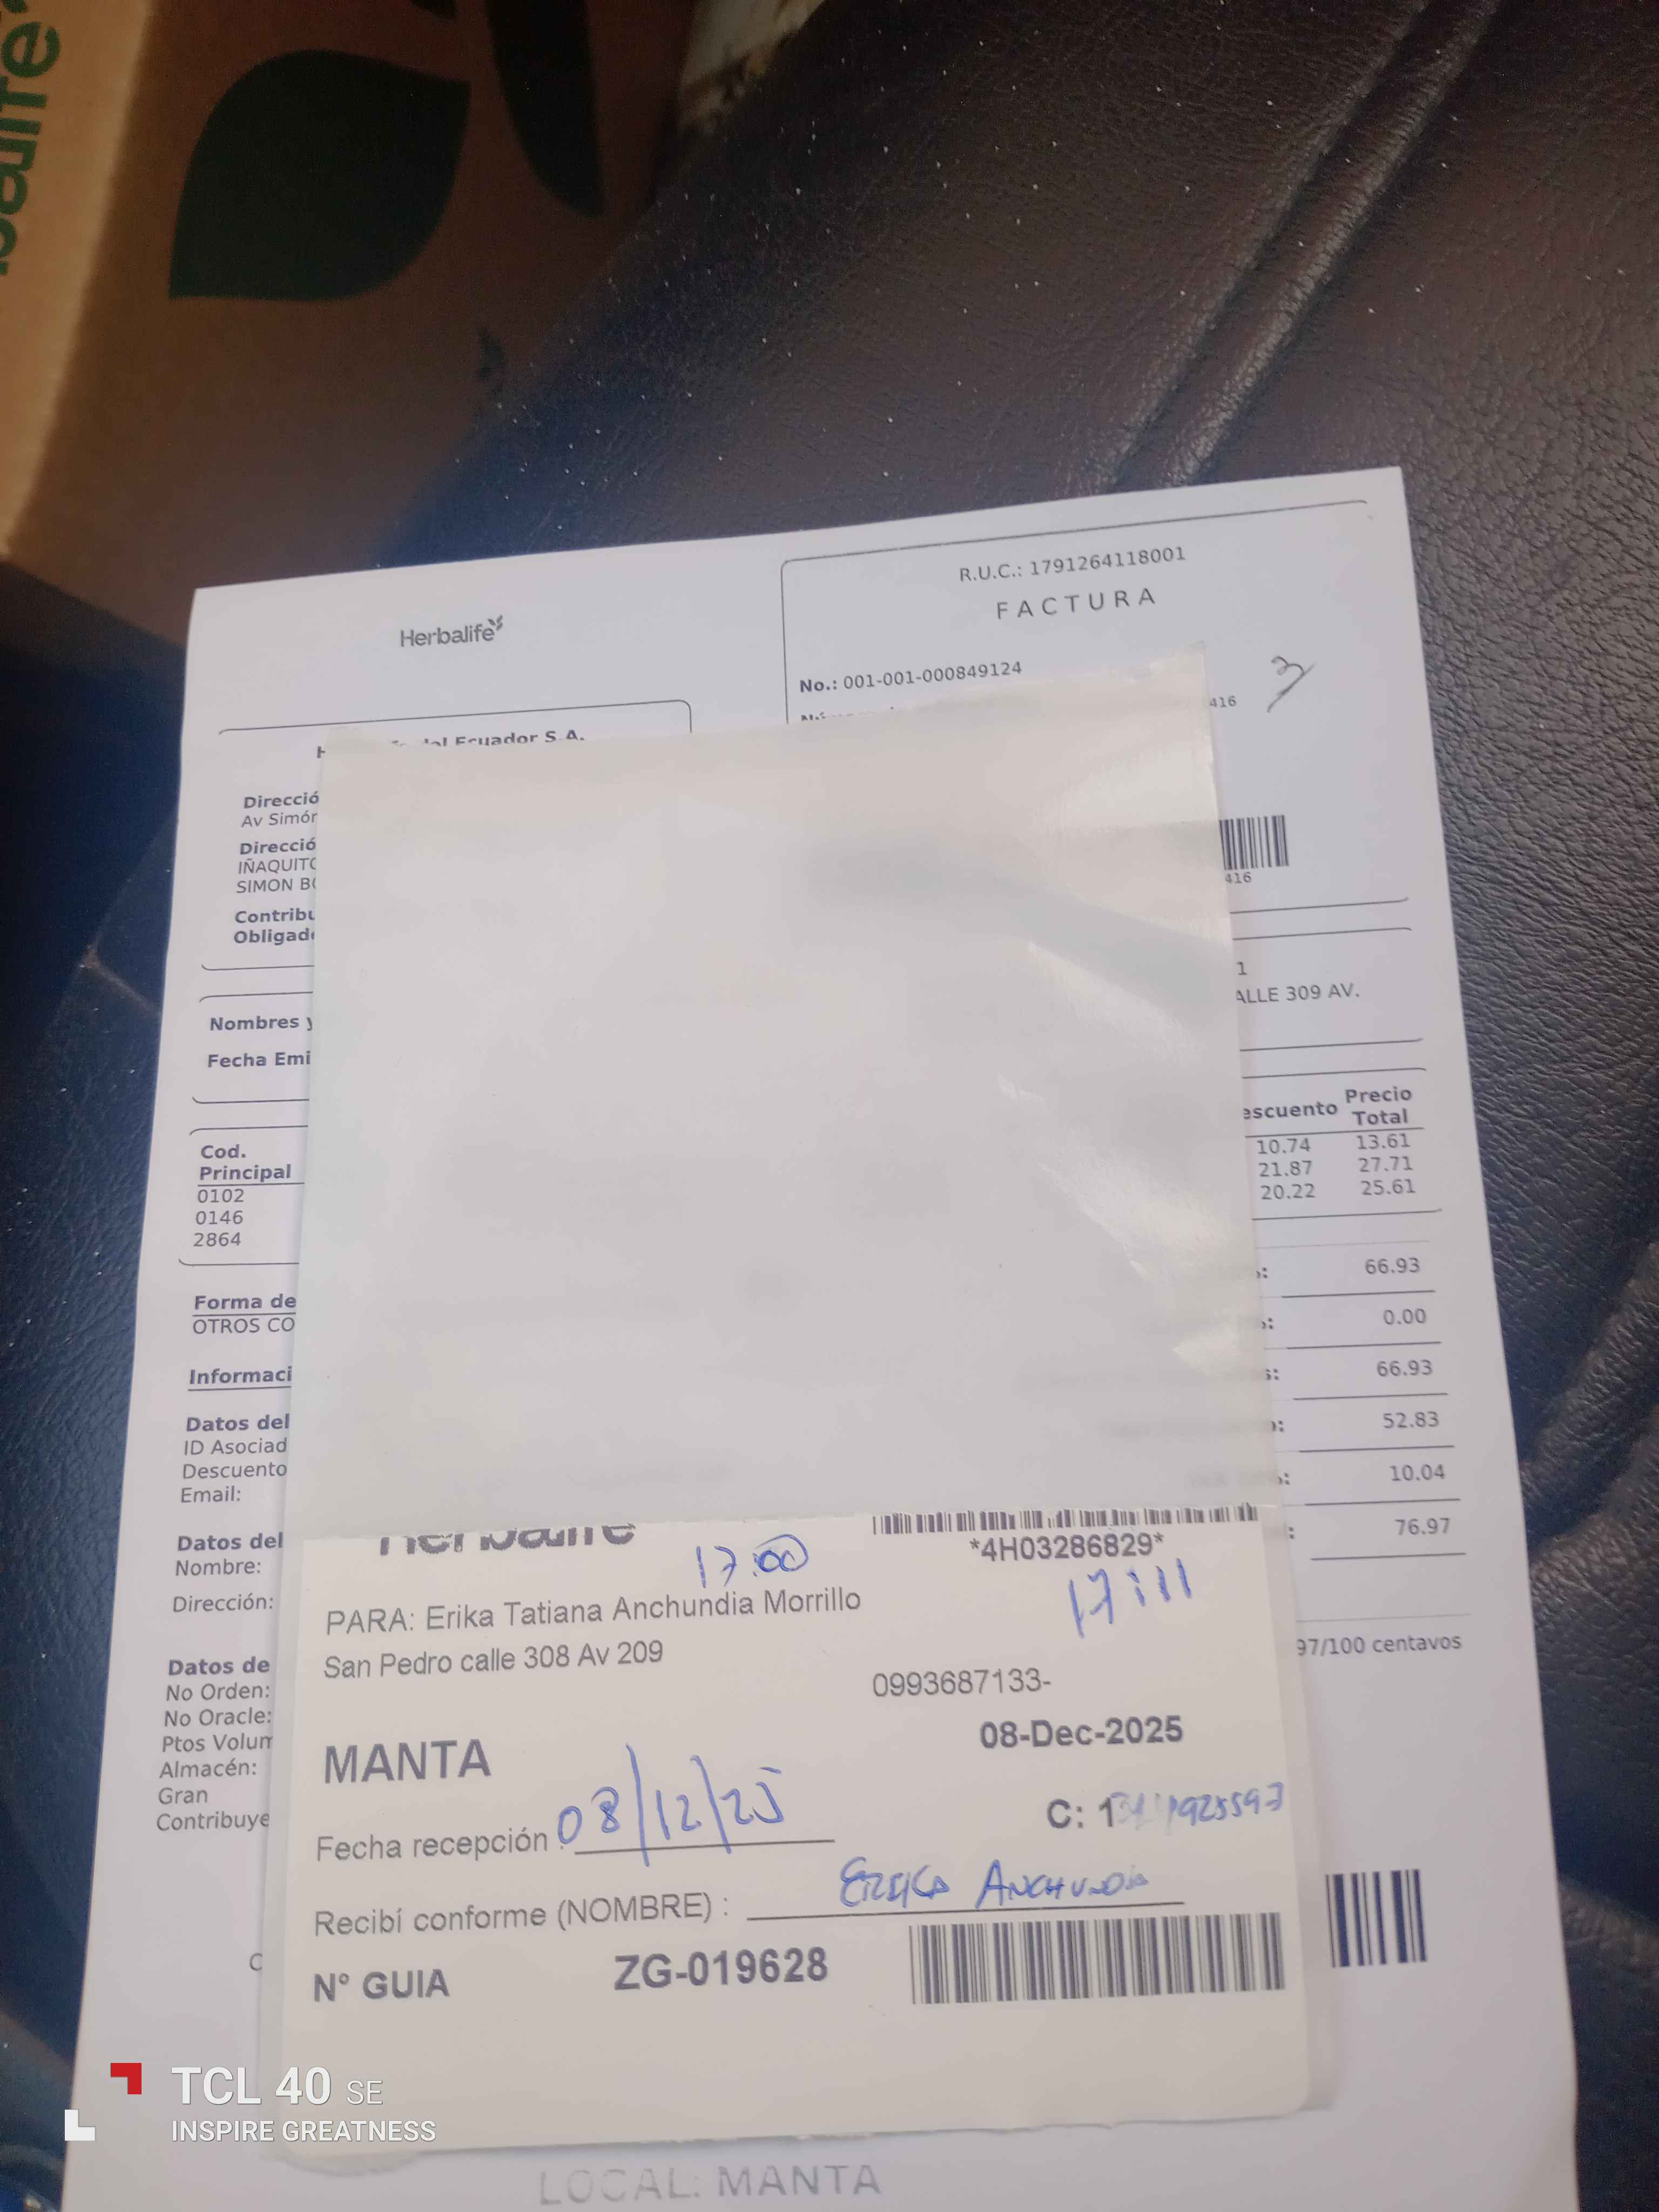 Herbalife
R.U.C.: 1791264118001
FACTURA
No.: 001-001-000849124
416
3
del Ecuador S.A.
Direcció
Av Simón
Direcció
IÑAQUITO
SIMON B
416
Contribu
Obligad
1
ALLE 309 AV.
Nombres y
Fecha Emi
Cod. Principal
escuento Precio Total
0102 10.74 13.61
0146 21.87 27.71
2864 20.22 25.61
66.93
Forma de
OTROS CO
0.00
Informaci
66.93
Datos del
ID Asociad
52.83
Descuento
Email:
10.04
Datos del
Nombre:
76.97
Dirección:
97/100 centavos
Datos de
No Orden:
No Oracle:
Ptos Volum
Almacén:
Gran
Contribuye
Herbalife
17:00
*4H03286829*
17:11
PARA: Erika Tatiana Anchundia Morrillo
San Pedro calle 308 Av 209
0993687133-
08-Dec-2025
MANTA
Fecha recepción : 08/12/25
C: 1
Recibí conforme (NOMBRE) : Erika Anchundia
N° GUIA ZG-019628
LOCAL: MANTA
TCL 40 SE
INSPIRE GREATNESS